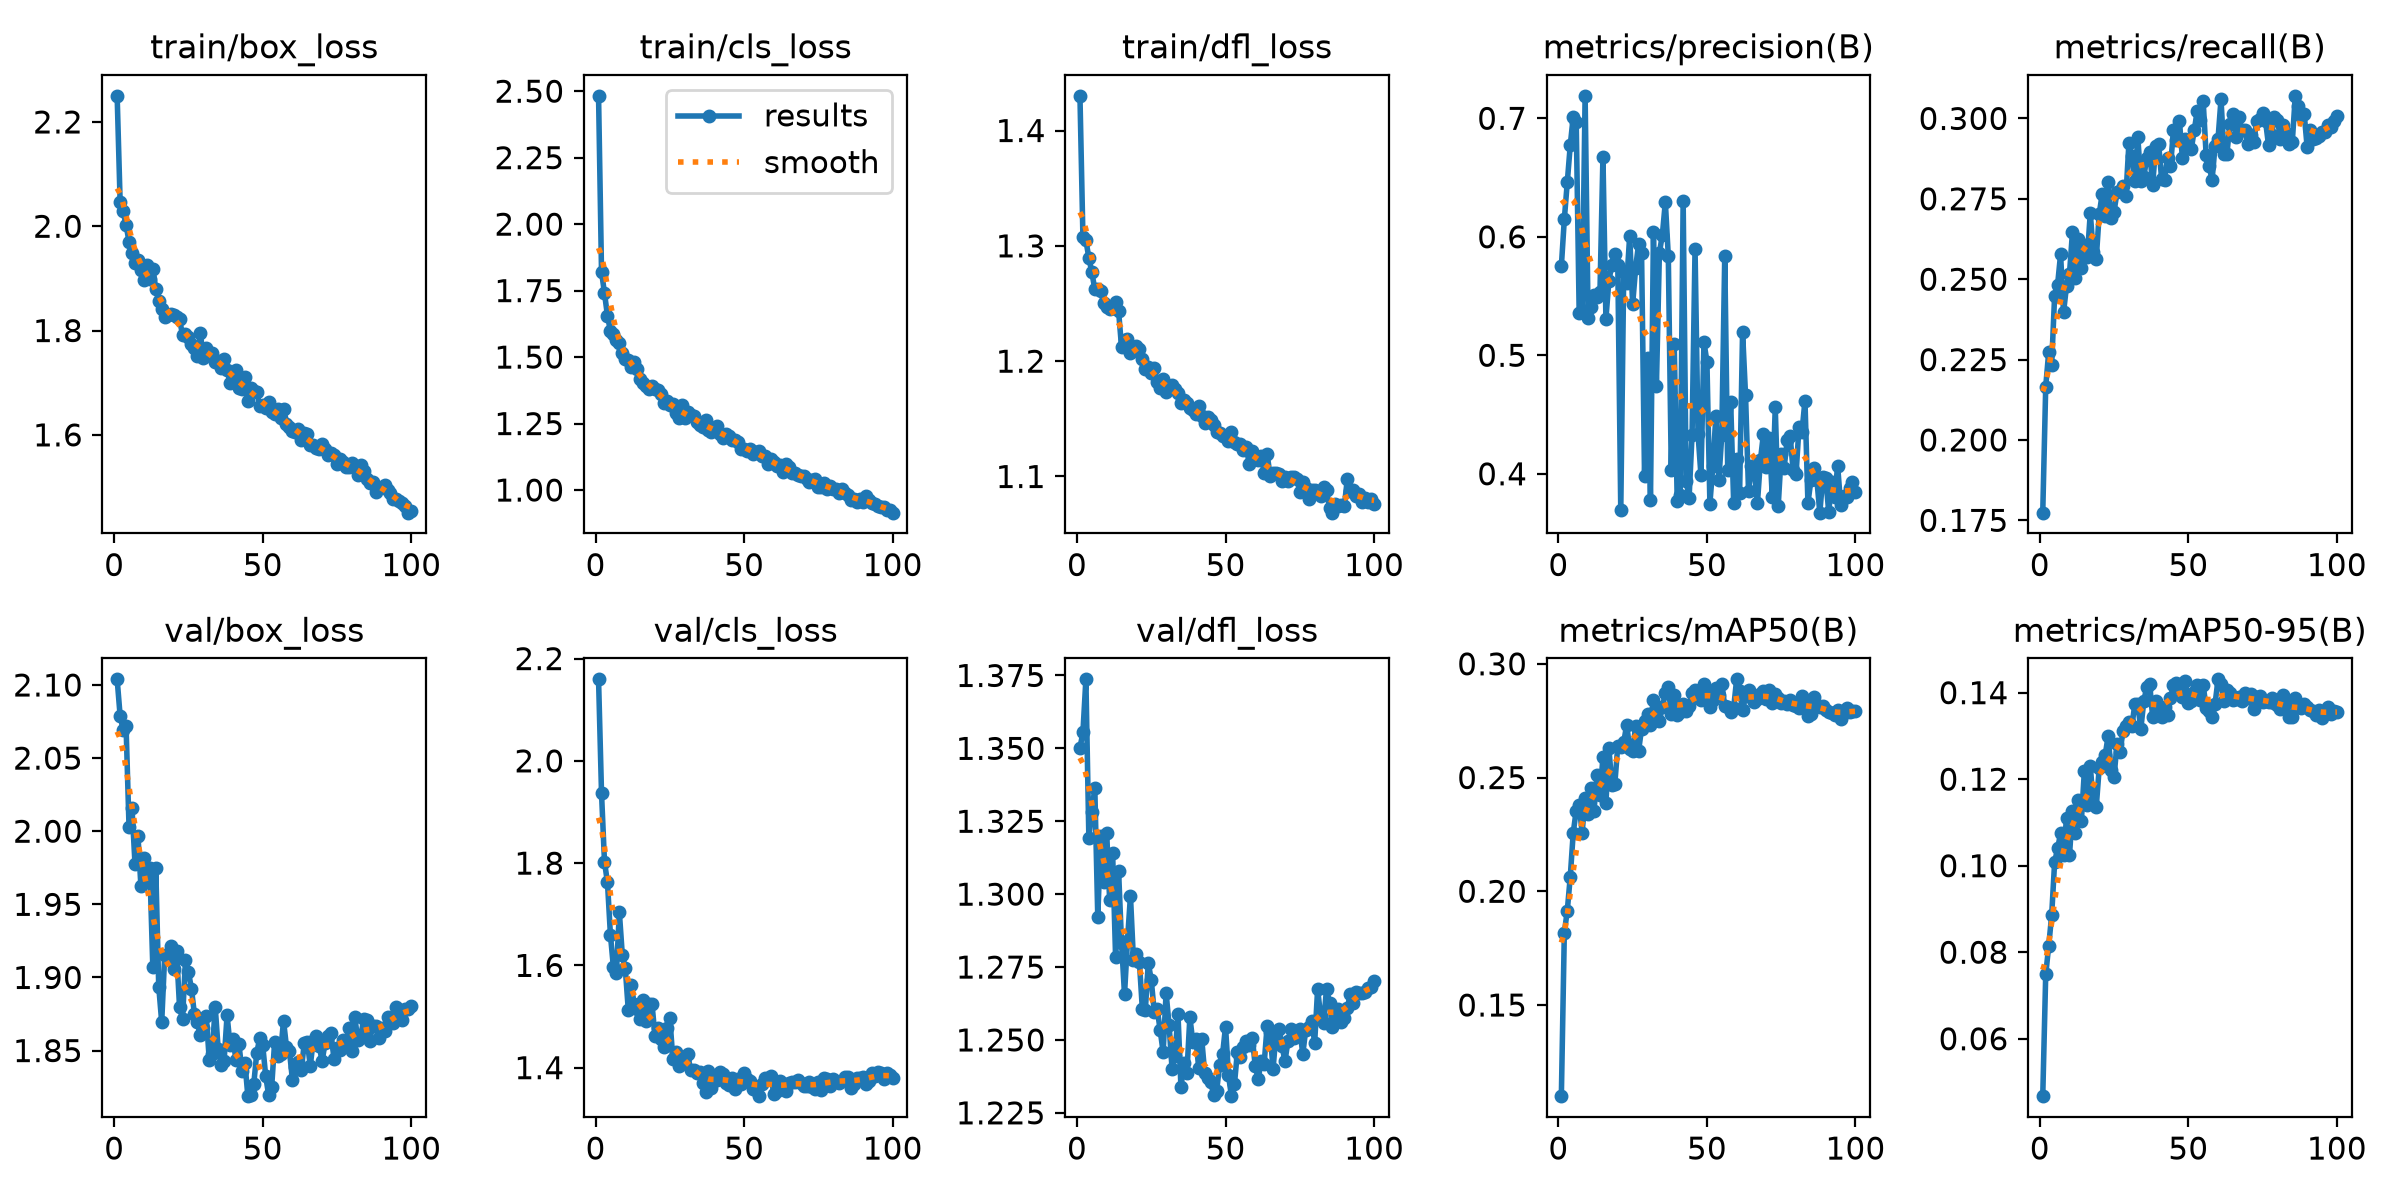 train/box_loss
2.2
2.0
1.8
1.6
0 50 100
train/cls_loss
results
smooth
2.50
2.25
2.00
1.75
1.50
1.25
1.00
0 50 100
train/dfl_loss
1.4
1.3
1.2
1.1
0 50 100
metrics/precision(B)
0.7
0.6
0.5
0.4
0 50 100
metrics/recall(B)
0.300
0.275
0.250
0.225
0.200
0.175
0 50 100
val/box_loss
2.10
2.05
2.00
1.95
1.90
1.85
0 50 100
val/cls_loss
2.2
2.0
1.8
1.6
1.4
0 50 100
val/dfl_loss
1.375
1.350
1.325
1.300
1.275
1.250
1.225
0 50 100
metrics/mAP50(B)
0.30
0.25
0.20
0.15
0 50 100
metrics/mAP50-95(B)
0.14
0.12
0.10
0.08
0.06
0 50 100